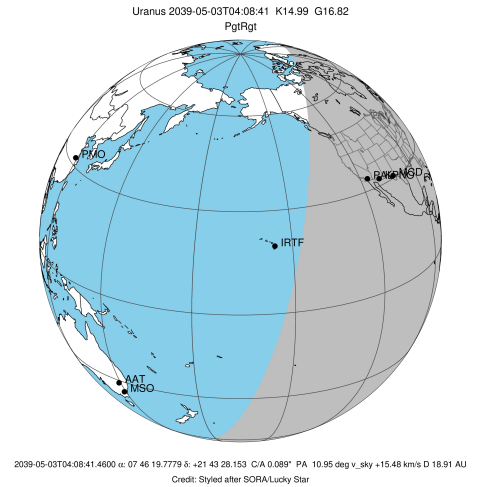 Uranus 2039-05-03T04:08:41 K14.99 G16.82
PgtRgt
PMO
MGD
IRTF
AAT
MSO
2039-05-03T04:08:41.4600 α: 07 46 19.7779 δ: +21 43 28.153 C/A 0.089" PA 10.95 deg v_sky +15.48 km/s D 18.91 AU
Credit: Styled after SORA/Lucky Star